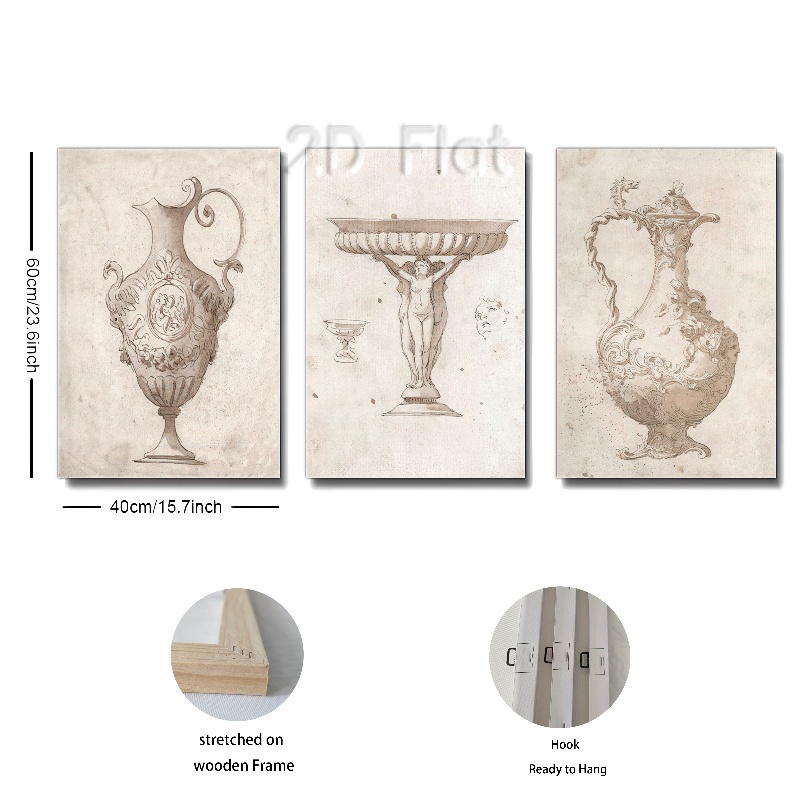 2D Flat
60cm/23.6inch
40cm/15.7inch
stretched on
wooden Frame
Hook
Ready to Hang